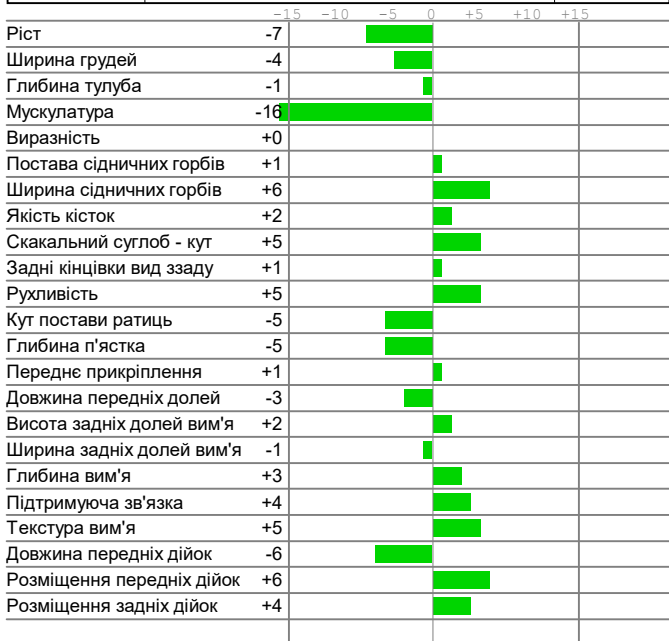 -15 -10 -5 0 +5 +10 +15
Ріст -7
Ширина грудей -4
Глибина тулуба -1
Мускулатура -16
Виразність +0
Постава сідничних горбів +1
Ширина сідничних горбів +6
Якість кісток +2
Скакальний суглоб - кут +5
Задні кінцівки вид ззаду +1
Рухливість +5
Кут постави ратиць -5
Глибина п'ястка -5
Переднє прикріплення +1
Довжина передніх долей -3
Висота задніх долей вим'я +2
Ширина задніх долей вим'я -1
Глибина вим'я +3
Підтримуюча зв'язка +4
Текстура вим'я +5
Довжина передніх дійок -6
Розміщення передніх дійок +6
Розміщення задніх дійок +4